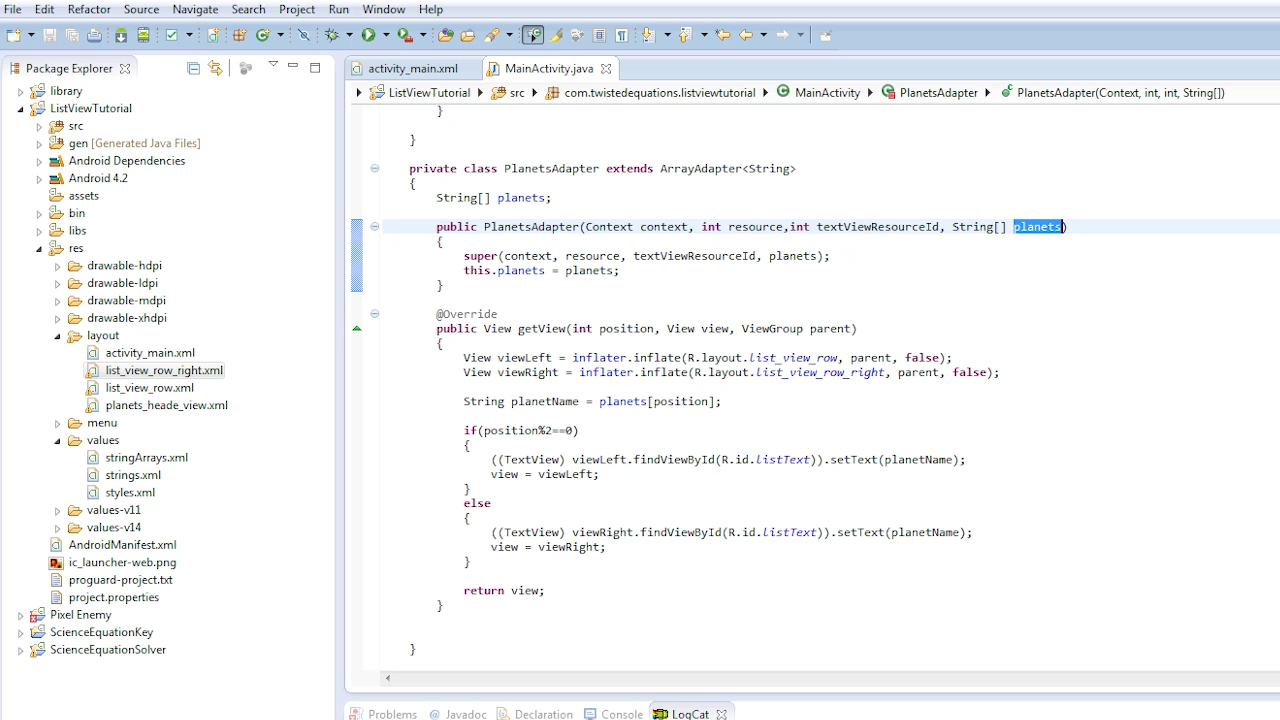 File Edit Refactor Source Navigate Search Project Run Window Help
Package Explorer
library
ListViewTutorial
src
gen [Generated Java Files]
Android Dependencies
Android 4.2
assets
bin
libs
res
drawable-hdpi
drawable-ldpi
drawable-mdpi
drawable-xhdpi
layout
activity_main.xml
list_view_row_right.xml
list_view_row.xml
planets_heade_view.xml
menu
values
stringArrays.xml
strings.xml
styles.xml
values-v11
values-v14
AndroidManifest.xml
ic_launcher-web.png
proguard-project.txt
project.properties
Pixel Enemy
ScienceEquationKey
ScienceEquationSolver
activity_main.xml MainActivity.java
ListViewTutorial src com.twistedequations.listviewtutorial MainActivity PlanetsAdapter PlanetsAdapter(Context, int, int, String[])
}
}
private class PlanetsAdapter extends ArrayAdapter<String>
{
String[] planets;
public PlanetsAdapter(Context context, int resource,int textViewResourceId, String[] planets)
{
super(context, resource, textViewResourceId, planets);
this.planets = planets;
}
@Override
public View getView(int position, View view, ViewGroup parent)
{
View viewLeft = inflater.inflate(R.layout.list_view_row, parent, false);
View viewRight = inflater.inflate(R.layout.list_view_row_right, parent, false);
String planetName = planets[position];
if(position%2==0)
{
((TextView) viewLeft.findViewById(R.id.listText)).setText(planetName);
view = viewLeft;
}
else
{
((TextView) viewRight.findViewById(R.id.listText)).setText(planetName);
view = viewRight;
}
return view;
}
}
Problems @ Javadoc Declaration Console LogCat